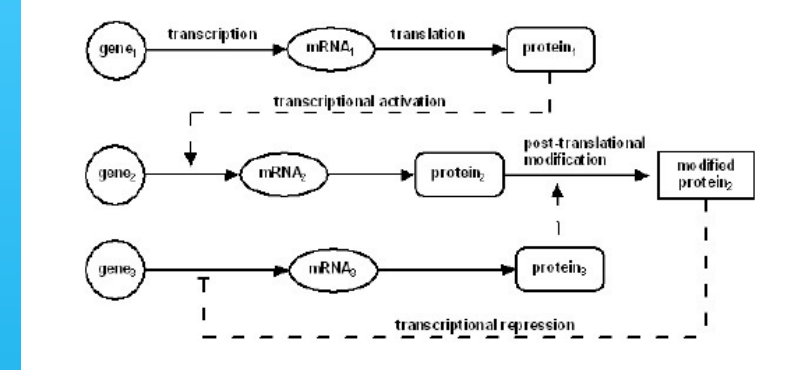 gene₁ transcription mRNA₁ translation protein₁
transcriptional activation
post-translational
modification
gene₂ mRNA₂ protein₂ modified
protein₂
gene₃ mRNA₃ protein₃
transcriptional repression